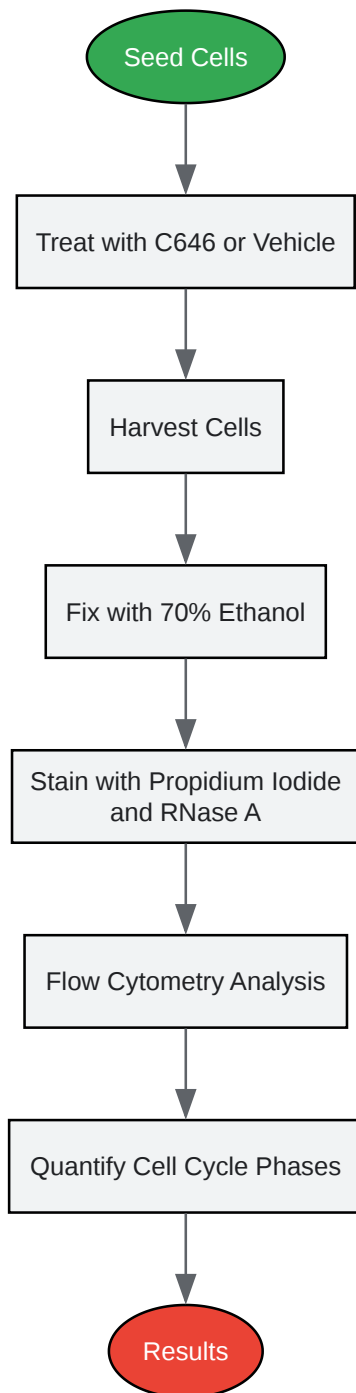 Seed Cells
Treat with C646 or Vehicle
Harvest Cells
Fix with 70% Ethanol
Stain with Propidium Iodide
and RNase A
Flow Cytometry Analysis
Quantify Cell Cycle Phases
Results